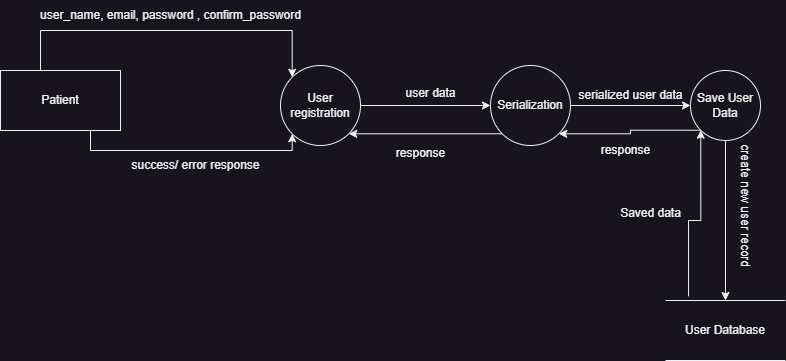 user_name, email, password , confirm_password
Patient
User
registration
user data
Serialization
serialized user data
Save User
Data
success/ error response
response
response
create new user record
Saved data
User Database